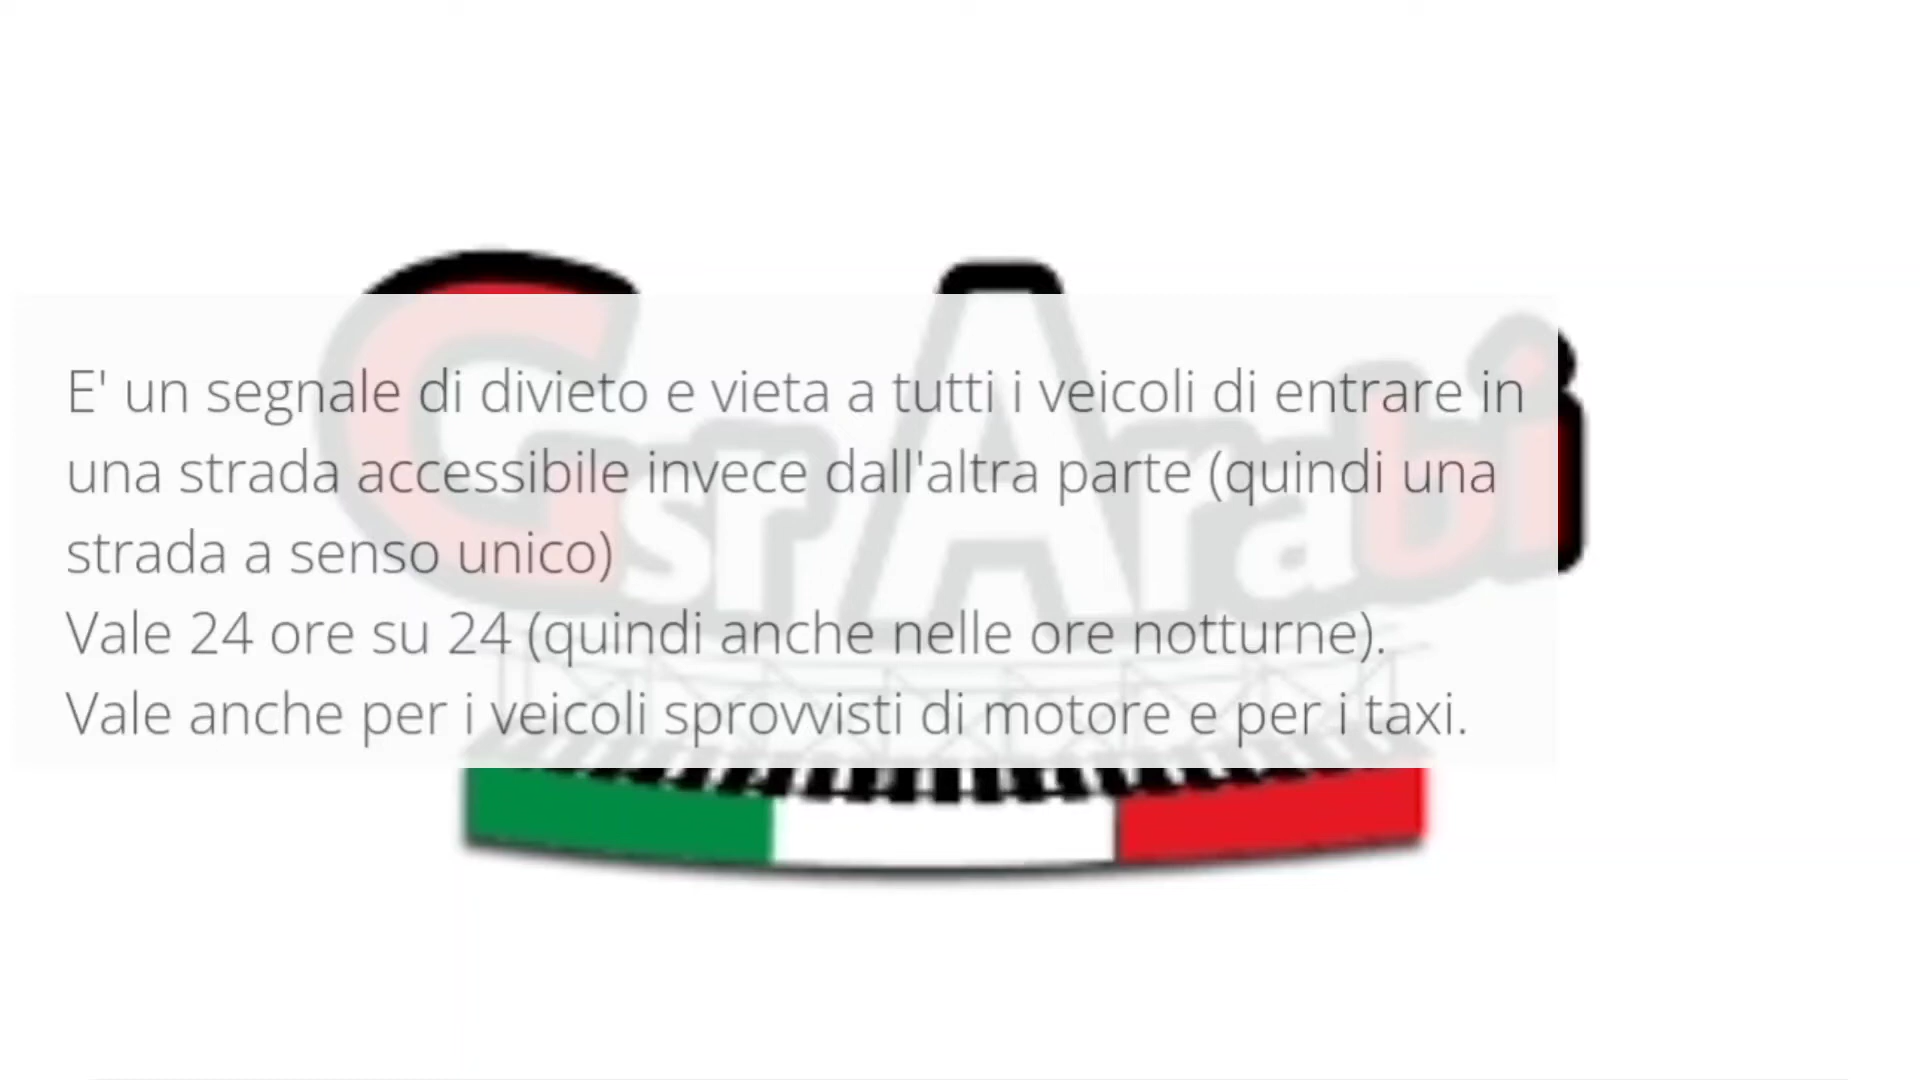 GsrArabi
E' un segnale di divieto e vieta a tutti i veicoli di entrare in
una strada accessibile invece dall'altra parte (quindi una
strada a senso unico)
Vale 24 ore su 24 (quindi anche nelle ore notturne).
Vale anche per i veicoli sprovvisti di motore e per i taxi.